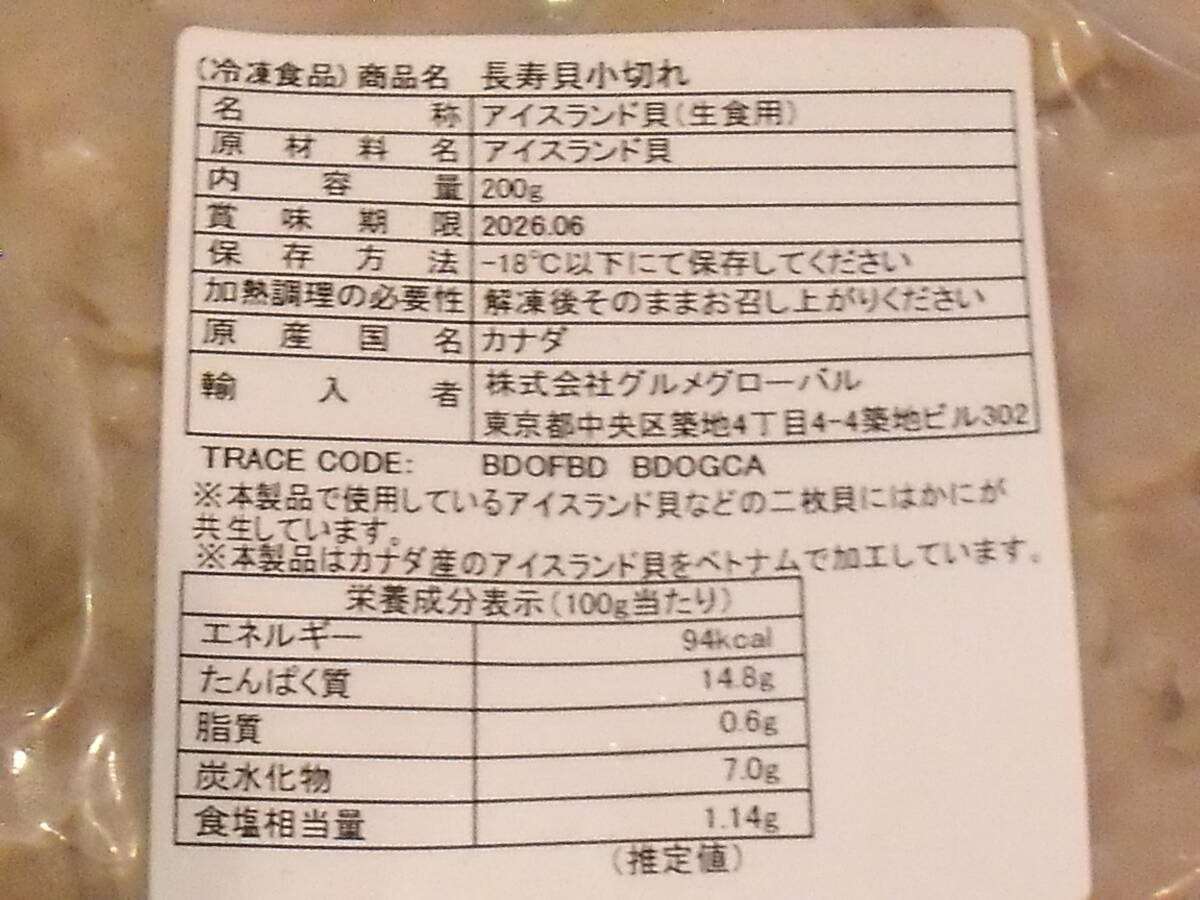 (冷凍食品) 商品名 長寿貝小切れ
名称 アイスランド貝(生食用)
原材料名 アイスランド貝
内容量 200g
賞味期限 2026.06
保存方法 -18℃以下にて保存してください
加熱調理の必要性 解凍後そのままお召し上がりください
原産国名 カナダ
輸入者 株式会社グルメグローバル
東京都中央区築地4丁目4-4築地ビル302
TRACE CODE: BDOFBD BDOGCA
※本製品で使用しているアイスランド貝などの二枚貝にはかにが
共生しています。
※本製品はカナダ産のアイスランド貝をベトナムで加工しています。
栄養成分表示(100g当たり)
エネルギー 94kcal
たんぱく質 14.8g
脂質 0.6g
炭水化物 7.0g
食塩相当量 1.14g
(推定値)